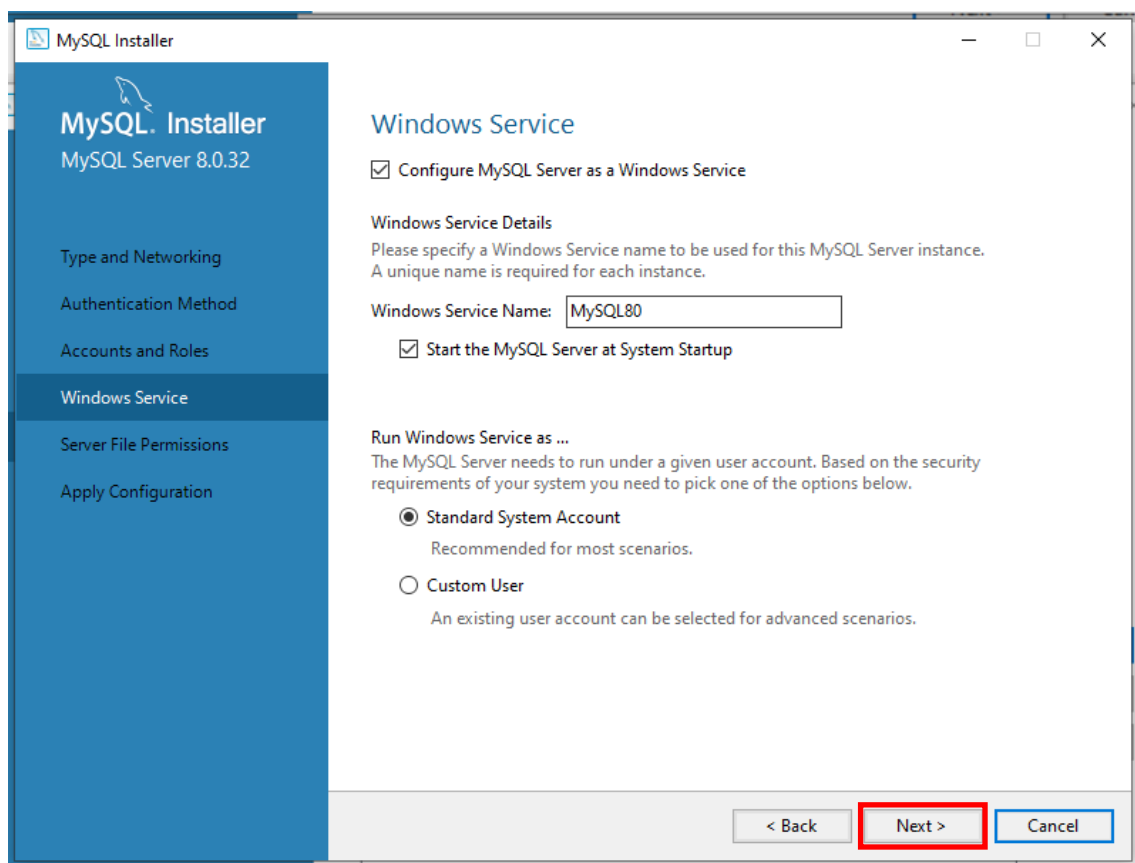 MySQL Installer
MySQL. Installer
MySQL Server 8.0.32
Type and Networking
Authentication Method
Accounts and Roles
Windows Service
Server File Permissions
Apply Configuration
Windows Service
Configure MySQL Server as a Windows Service
Windows Service Details
Please specify a Windows Service name to be used for this MySQL Server instance.
A unique name is required for each instance.
Windows Service Name: MySQL80
Start the MySQL Server at System Startup
Run Windows Service as ...
The MySQL Server needs to run under a given user account. Based on the security
requirements of your system you need to pick one of the options below.
Standard System Account
Recommended for most scenarios.
Custom User
An existing user account can be selected for advanced scenarios.
< Back Next > Cancel